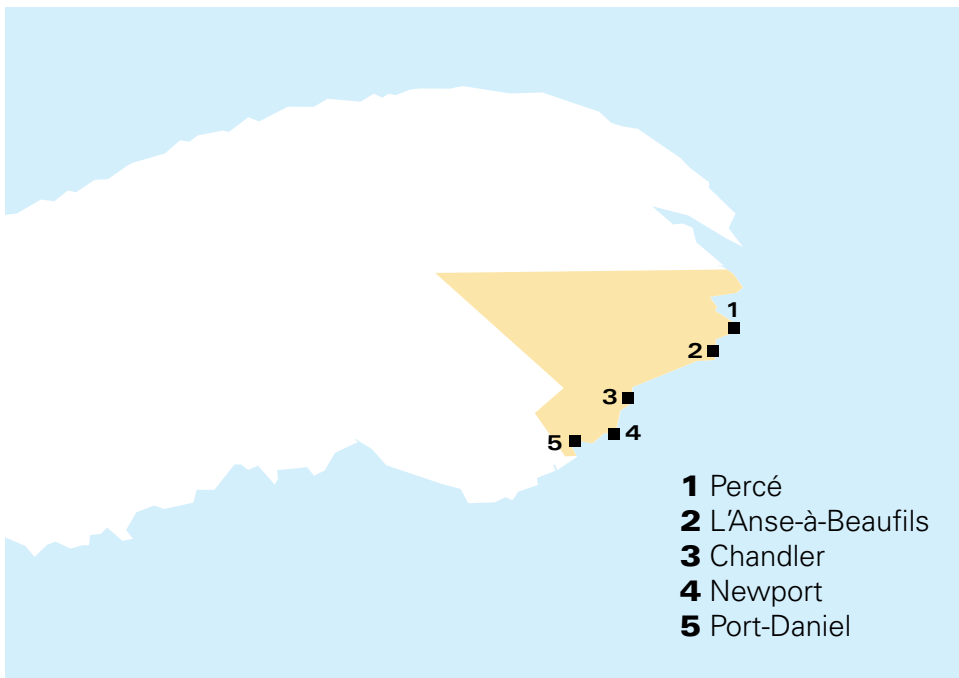 1
2
3
4
5
1 Percé
2 L'Anse-à-Beaufils
3 Chandler
4 Newport
5 Port-Daniel